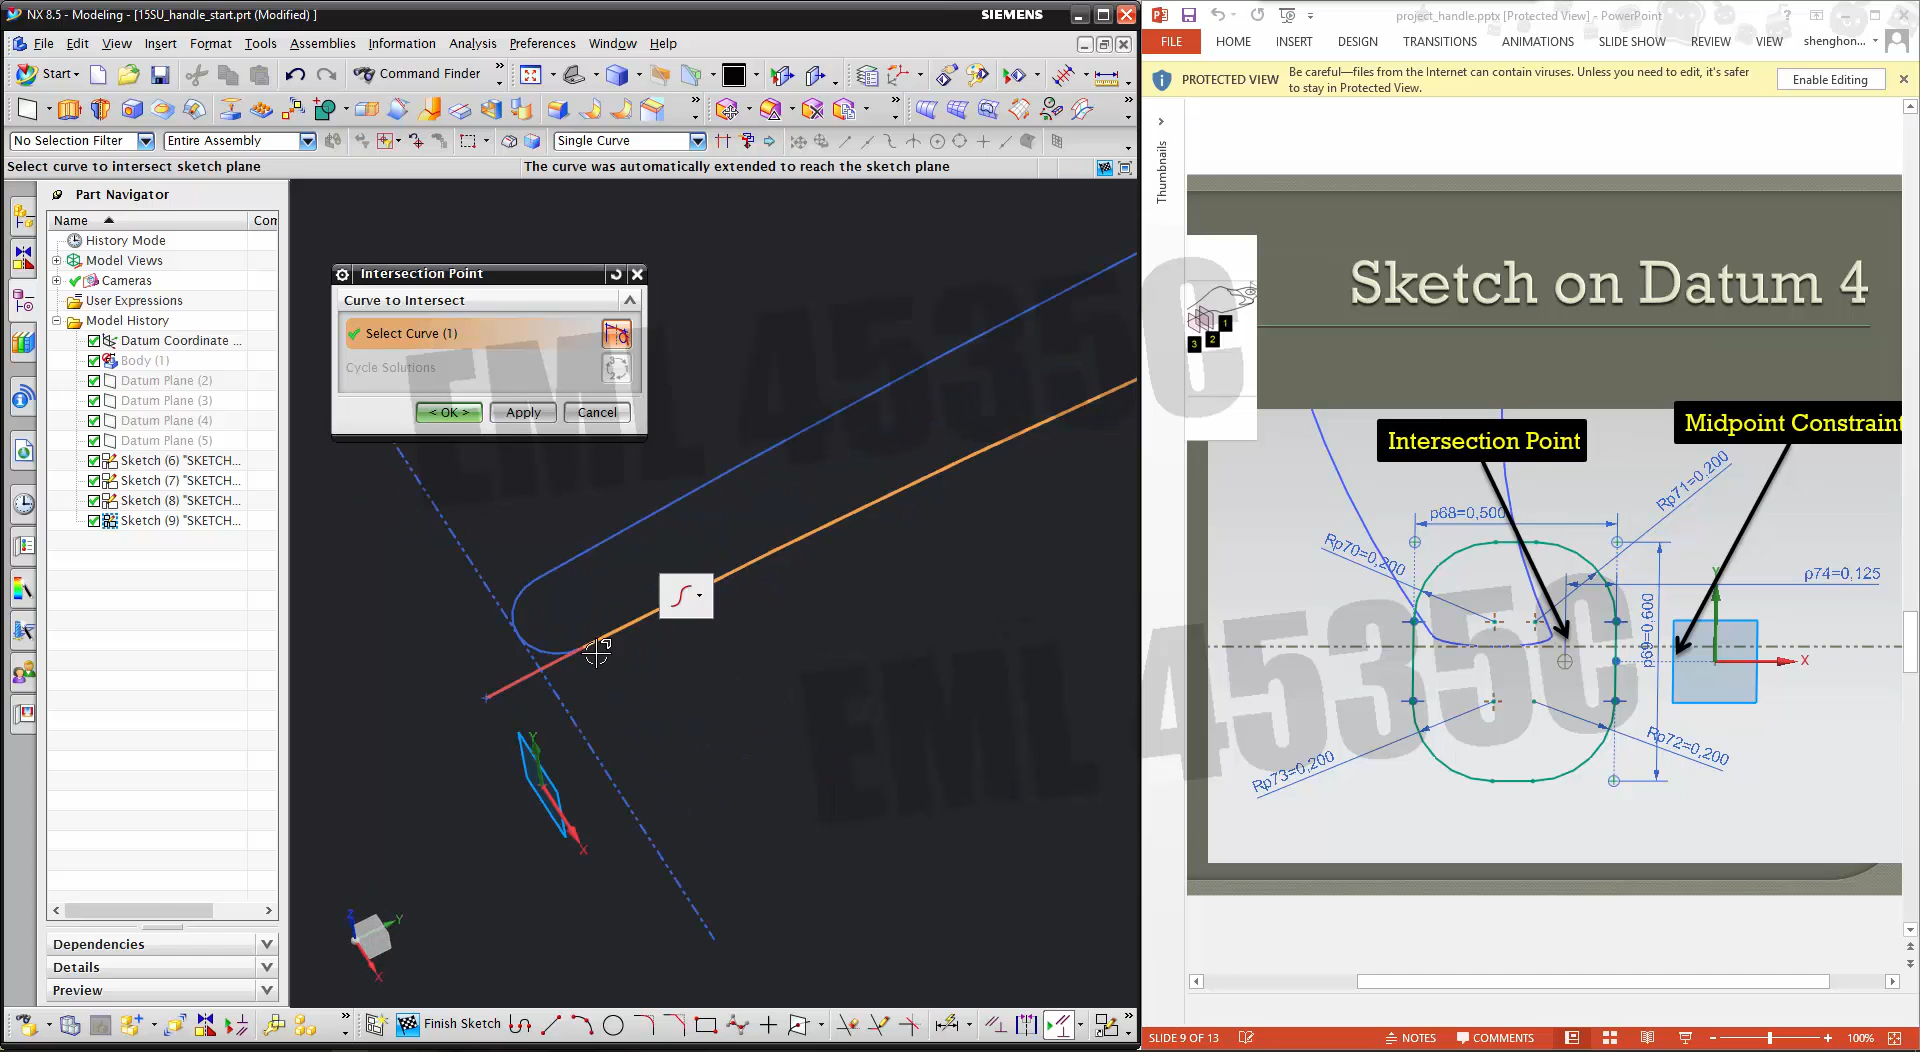 NX 8.5 - Modeling - [15SU_handle_start.prt (Modified) ]
SIEMENS
File Edit View Insert Format Tools Assemblies Information Analysis Preferences Window Help
Start
Command Finder
No Selection Filter
Entire Assembly
Single Curve
Select curve to intersect sketch plane
The curve was automatically extended to reach the sketch plane
Part Navigator
Name
Com
History Mode
Model Views
Cameras
User Expressions
Model History
Datum Coordinate ...
Body (1)
Datum Plane (2)
Datum Plane (3)
Datum Plane (4)
Datum Plane (5)
Sketch (6) "SKETCH...
Sketch (7) "SKETCH...
Sketch (8) "SKETCH...
Sketch (9) "SKETCH...
Dependencies
Details
Preview
Intersection Point
Curve to Intersect
Select Curve (1)
Cycle Solutions
< OK >
Apply
Cancel
EML 4535C
EML 4535C
Y
X
Z
Y
X
Finish Sketch
project_handle.pptx [Protected View] - PowerPoint
FILE HOME INSERT DESIGN TRANSITIONS ANIMATIONS SLIDE SHOW REVIEW VIEW
shenghon...
PROTECTED VIEW
Be careful—files from the Internet can contain viruses. Unless you need to edit, it's safer
to stay in Protected View.
Enable Editing
Thumbnails
Sketch on Datum 4
1
2
3
Intersection Point
Midpoint Constraint
Rp71=0,200
p68=0,500
Rp70=0,200
p74=0,125
p69=0,600
Y
X
Rp72=0,200
Rp73=0,200
SLIDE 9 OF 13
NOTES
COMMENTS
100%